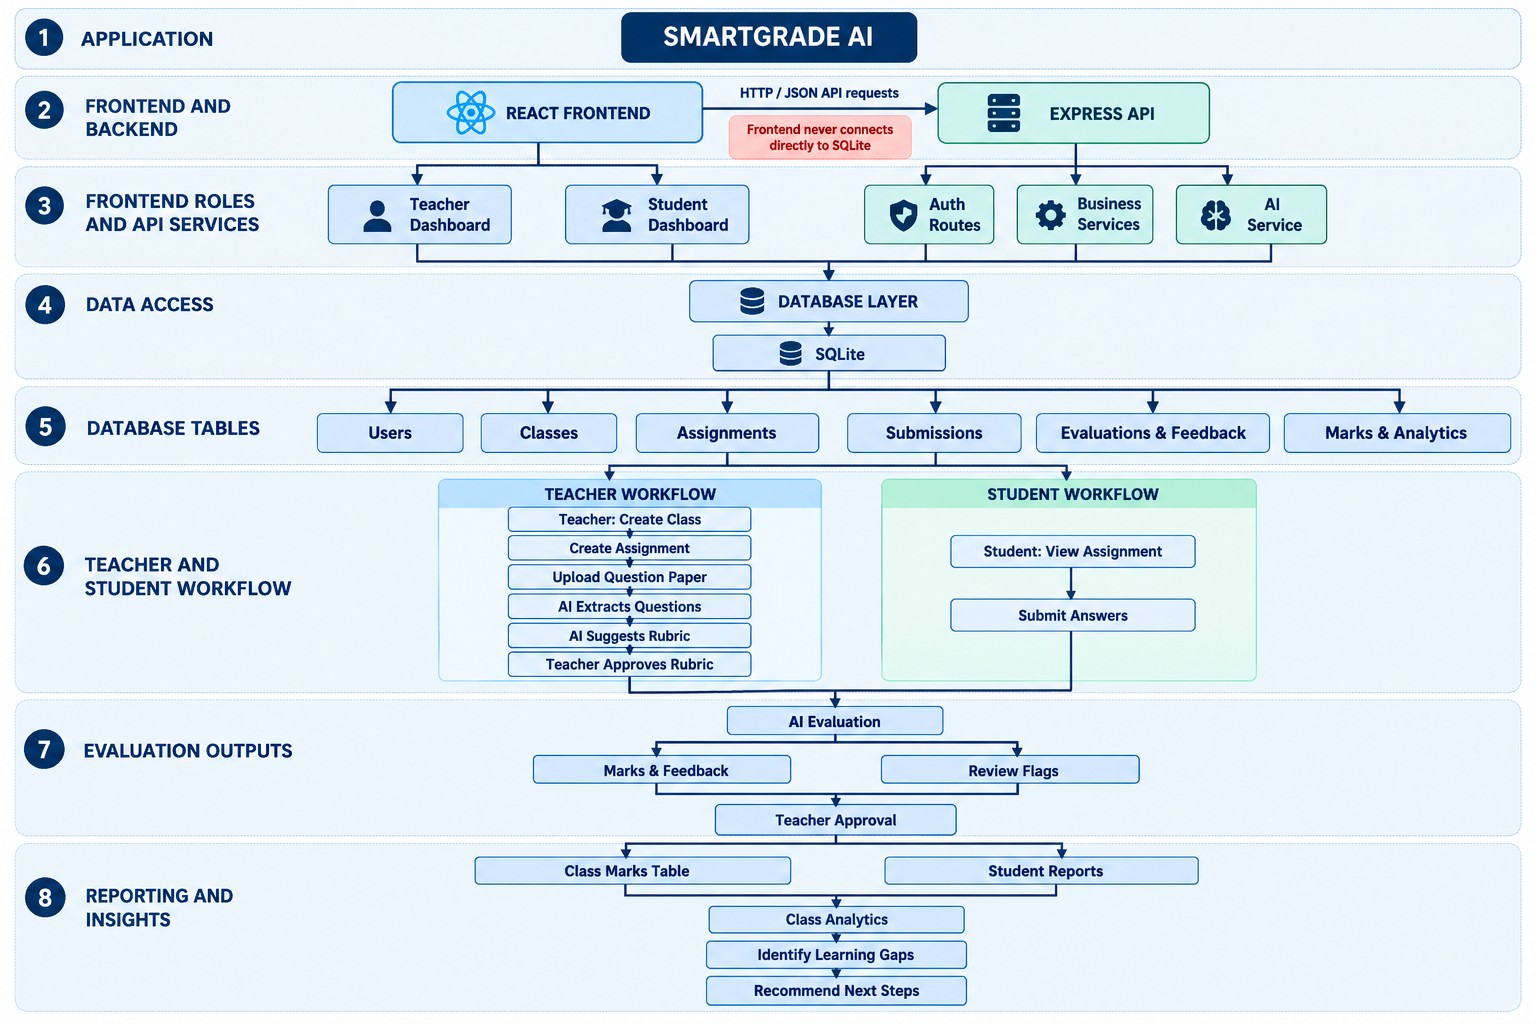 1
APPLICATION
SMARTGRADE AI
2
FRONTEND AND
BACKEND
REACT FRONTEND
HTTP / JSON API requests
Frontend never connects
directly to SQLite
EXPRESS API
3
FRONTEND ROLES
AND API SERVICES
Teacher
Dashboard
Student
Dashboard
Auth
Routes
Business
Services
AI
Service
4
DATA ACCESS
DATABASE LAYER
SQLite
5
DATABASE TABLES
Users
Classes
Assignments
Submissions
Evaluations & Feedback
Marks & Analytics
6
TEACHER AND
STUDENT WORKFLOW
TEACHER WORKFLOW
Teacher: Create Class
Create Assignment
Upload Question Paper
AI Extracts Questions
AI Suggests Rubric
Teacher Approves Rubric
STUDENT WORKFLOW
Student: View Assignment
Submit Answers
7
EVALUATION OUTPUTS
AI Evaluation
Marks & Feedback
Review Flags
Teacher Approval
8
REPORTING AND
INSIGHTS
Class Marks Table
Student Reports
Class Analytics
Identify Learning Gaps
Recommend Next Steps